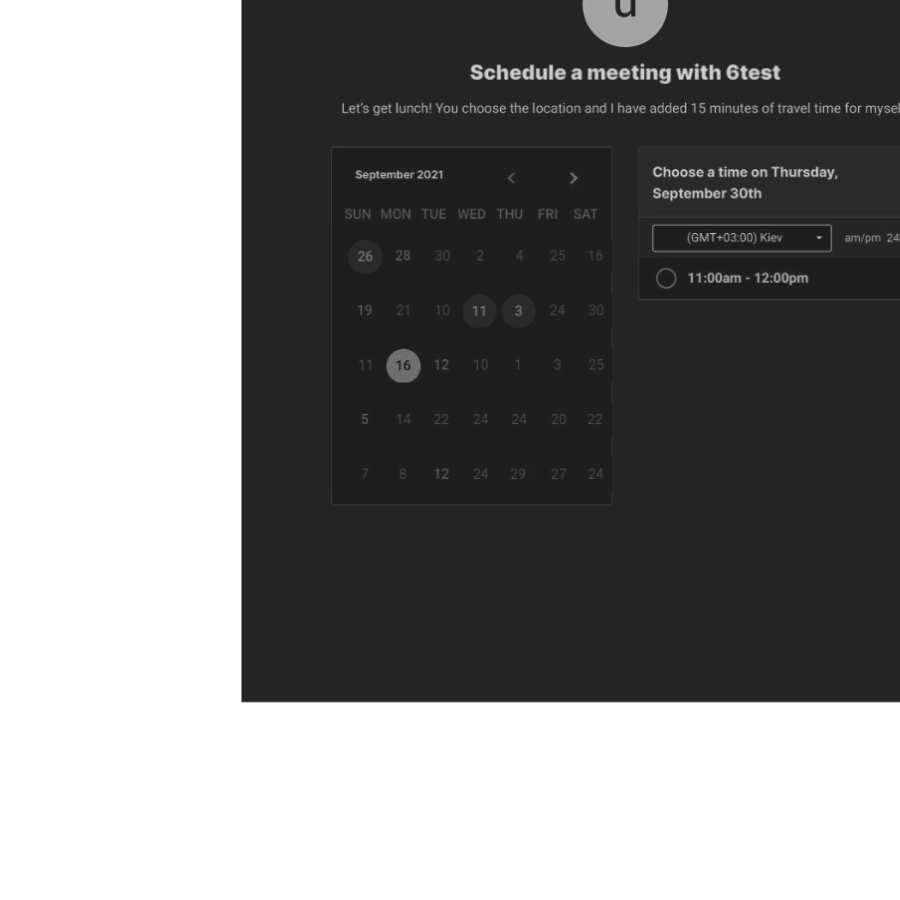 u
Schedule a meeting with 6test
Let's get lunch! You choose the location and I have added 15 minutes of travel time for
September 2021
SUN MON TUE WED THU FRI SAT
26 28 30 2 4 25 16
19 21 10 11 3 24 30
11 16 12 10 1 3 25
5 14 22 24 24 20 22
7 8 12 24 29 27 24
Choose a time on Thursday,
September 30th
(GMT+03:00) Kiev am/pm
11:00am - 12:00pm